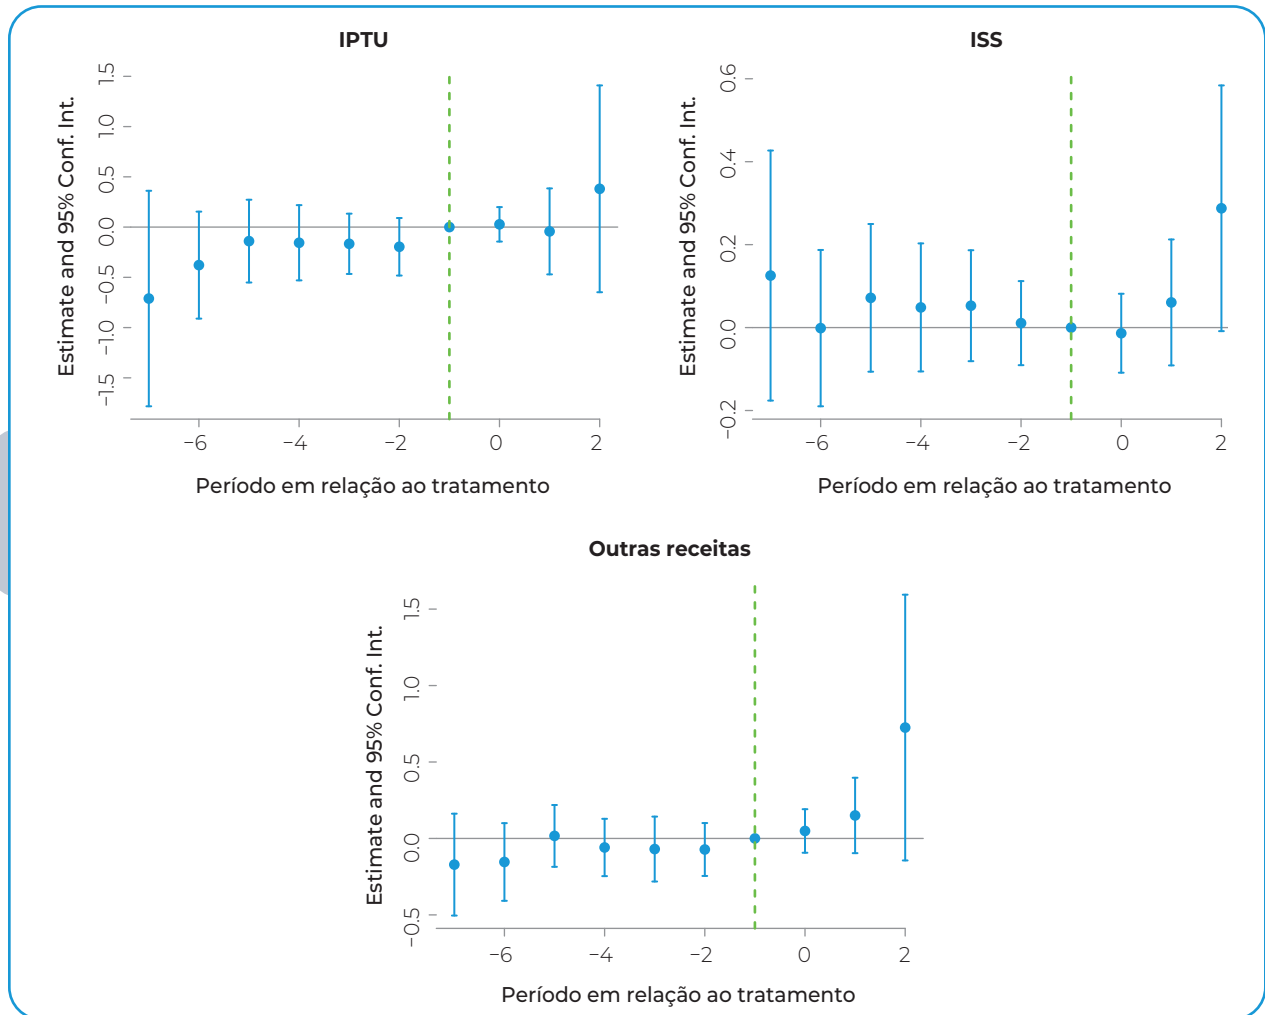 IPTU
Estimate and 95% Conf. Int.
1.5
1.0
0.5
0.0
−0.5
−1.0
−1.5
−6 −4 −2 0 2
Período em relação ao tratamento
ISS
Estimate and 95% Conf. Int.
0.6
0.4
0.2
0.0
−0.2
−6 −4 −2 0 2
Período em relação ao tratamento
Outras receitas
Estimate and 95% Conf. Int.
1.5
1.0
0.5
0.0
−0.5
−6 −4 −2 0 2
Período em relação ao tratamento